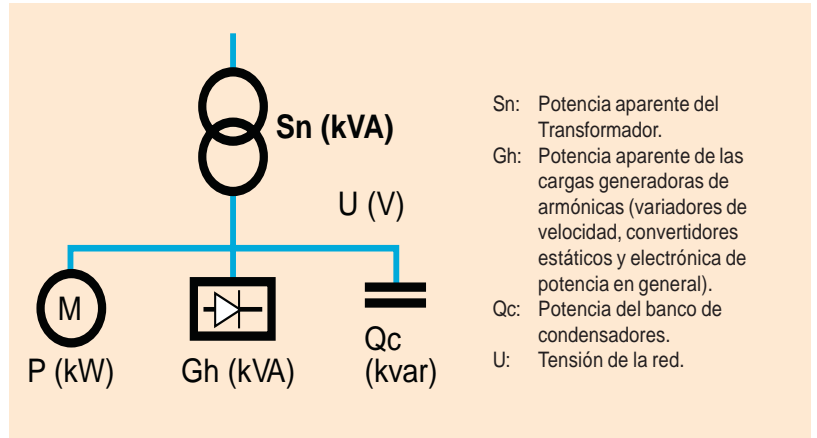 Sn (kVA)
U (V)
M
P (kW)
Gh (kVA)
Qc
(kvar)
Sn: Potencia aparente del
Transformador.
Gh: Potencia aparente de las
cargas generadoras de
armónicas (variadores de
velocidad, convertidores
estáticos y electrónica de
potencia en general).
Qc: Potencia del banco de
condensadores.
U: Tensión de la red.